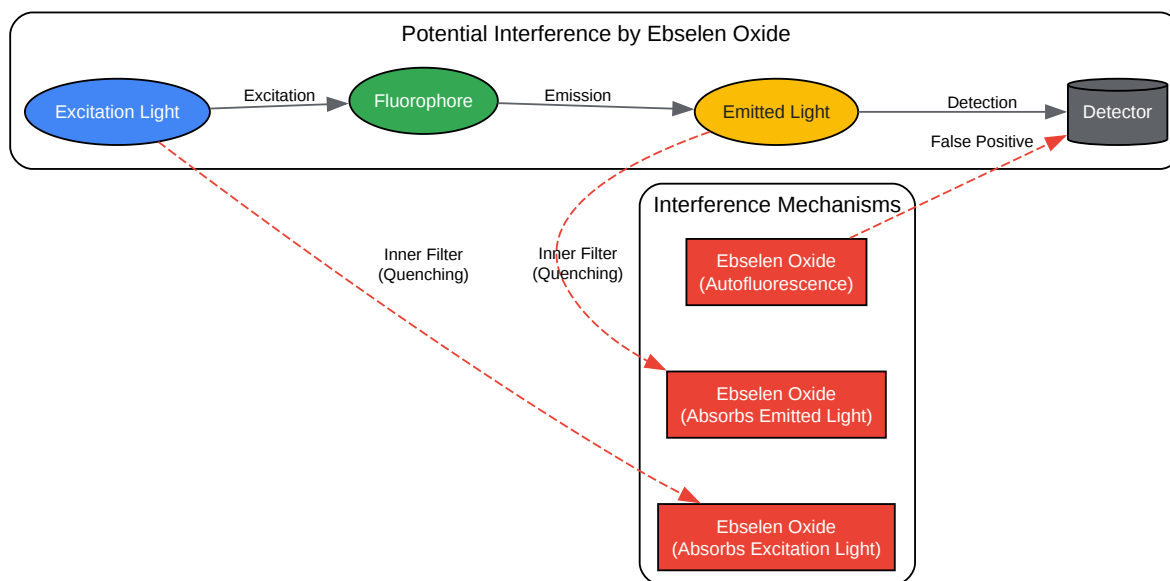 Potential Interference by Ebselen Oxide
Excitation Light
Excitation
Fluorophore
Emission
Emitted Light
Detection
Detector
False Positive
Interference Mechanisms
Inner Filter
(Quenching)
Inner Filter
(Quenching)
Ebselen Oxide
(Autofluorescence)
Ebselen Oxide
(Absorbs Emitted Light)
Ebselen Oxide
(Absorbs Excitation Light)